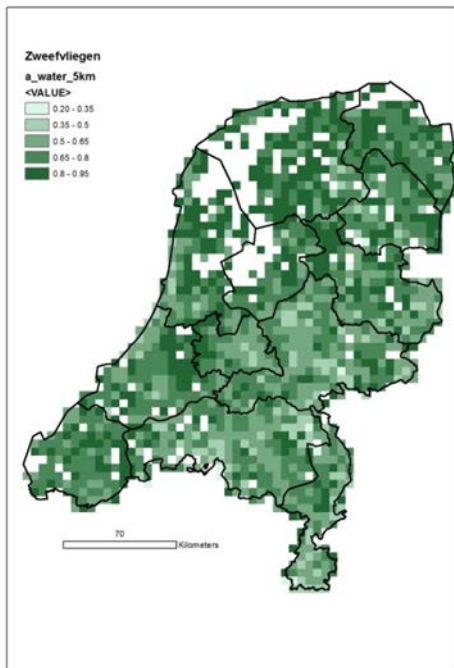 Zweefvliegen
a_water_5km
<VALUE>
0.20 - 0.35
0.35 - 0.5
0.5 - 0.65
0.65 - 0.8
0.8 - 0.95
70
Kilometers